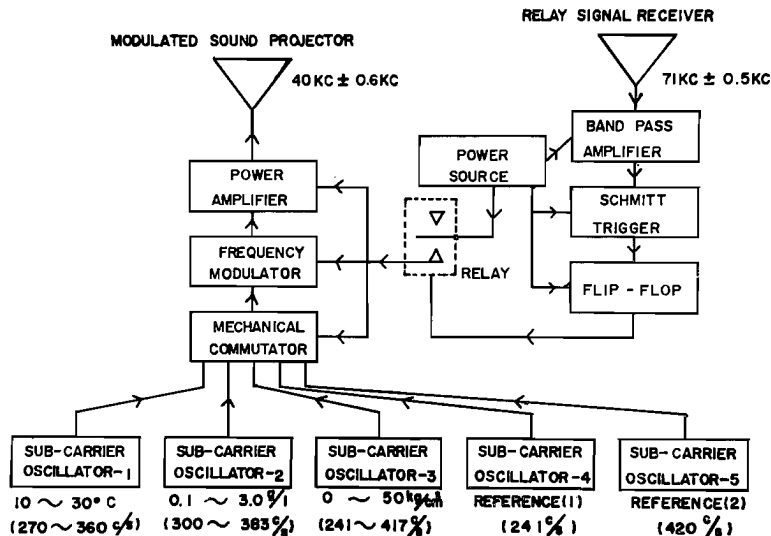 RELAY SIGNAL RECEIVER
MODULATED SOUND PROJECTOR
40KC ± 0.6KC
71KC ± 0.5KC
BAND PASS
AMPLIFIER
POWER
SOURCE
POWER
AMPLIFIER
SCHMITT
TRIGGER
FREQUENCY
MODULATOR
RELAY
FLIP - FLOP
MECHANICAL
COMMUTATOR
SUB-CARRIER
OSCILLATOR-1
10 ~ 30° C
(270 ~ 360 c/s)
SUB-CARRIER
OSCILLATOR-2
0.1 ~ 3.0 g/l
(300 ~ 383 c/s)
SUB-CARRIER
OSCILLATOR-3
0 ~ 50 kg/cm²
(241 ~ 417 c/s)
SUB-CARRIER
OSCILLATOR-4
REFERENCE(1)
(241 c/s)
SUB-CARRIER
OSCILLATOR-5
REFERENCE(2)
(420 c/s)